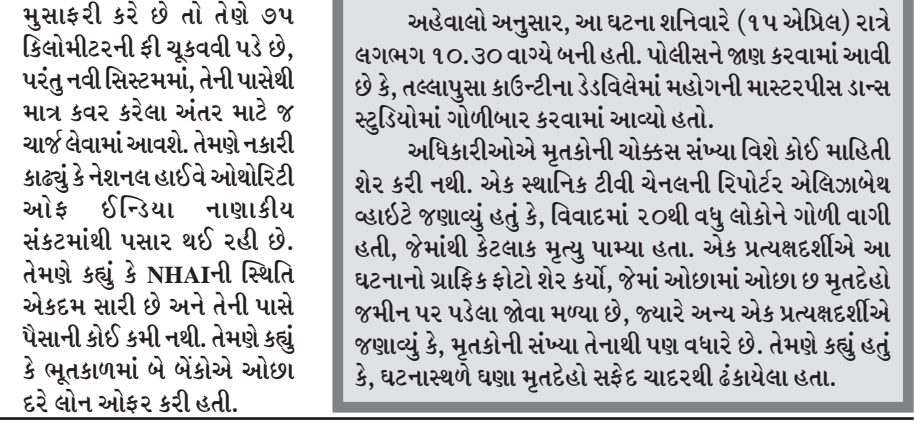 મુસાફરી કરે છે તો તેણે ૭૫
કિલોમીટરની ફી ચૂકવવી પડે છે,
પરંતુ નવી સિસ્ટમમાં, તેની પાસેથી
માત્ર કવર કરેલા અંતર માટે જ
ચાર્જ લેવામાં આવશે. તેમણે નકારી
કાઢ્યું કે નેશનલ હાઈવે ઓથોરિટી
ઓફ ઈન્ડિયા નાણાકીય
સંકટમાંથી પસાર થઈ રહી છે.
તેમણે કહ્યું કે NHAIની સ્થિતિ
એકદમ સારી છે અને તેની પાસે
પૈસાની કોઈ કમી નથી. તેમણે કહ્યું
કે ભૂતકાળમાં બે બેંકોએ ઓછા
દરે લોન ઓફર કરી હતી.
અહેવાલો અનુસાર, આ ઘટના શનિવારે (૧૫ એપ્રિલ) રાત્રે
લગભગ ૧૦.૩૦ વાગ્યે બની હતી. પોલીસને જાણ કરવામાં આવી
છે કે, તલ્લાપુસા કાઉન્ટીના ડેડવિલેમાં મહોગની માસ્ટરપીસ ડાન્સ
સ્ટુડિયોમાં ગોળીબાર કરવામાં આવ્યો હતો.
અધિકારીઓએ મૃતકોની ચોક્કસ સંખ્યા વિશે કોઈ માહિતી
શેર કરી નથી. એક સ્થાનિક ટીવી ચેનલની રિપોર્ટર એલિઝાબેથ
વ્હાઇટે જણાવ્યું હતું કે, વિવાદમાં ૨૦થી વધુ લોકોને ગોળી વાગી
હતી, જેમાંથી કેટલાક મૃત્યુ પામ્યા હતા. એક પ્રત્યક્ષદર્શીએ આ
ઘટનાનો ગ્રાફિક ફોટો શેર કર્યો, જેમાં ઓછામાં ઓછા છ મૃતદેહો
જમીન પર પડેલા જોવા મળ્યા છે, જ્યારે અન્ય એક પ્રત્યક્ષદર્શીએ
જણાવ્યું કે, મૃતકોની સંખ્યા તેનાથી પણ વધારે છે. તેમણે કહ્યું હતું
કે, ઘટનાસ્થળે ઘણા મૃતદેહો સફેદ ચાદરથી ઢંકાયેલા હતા.